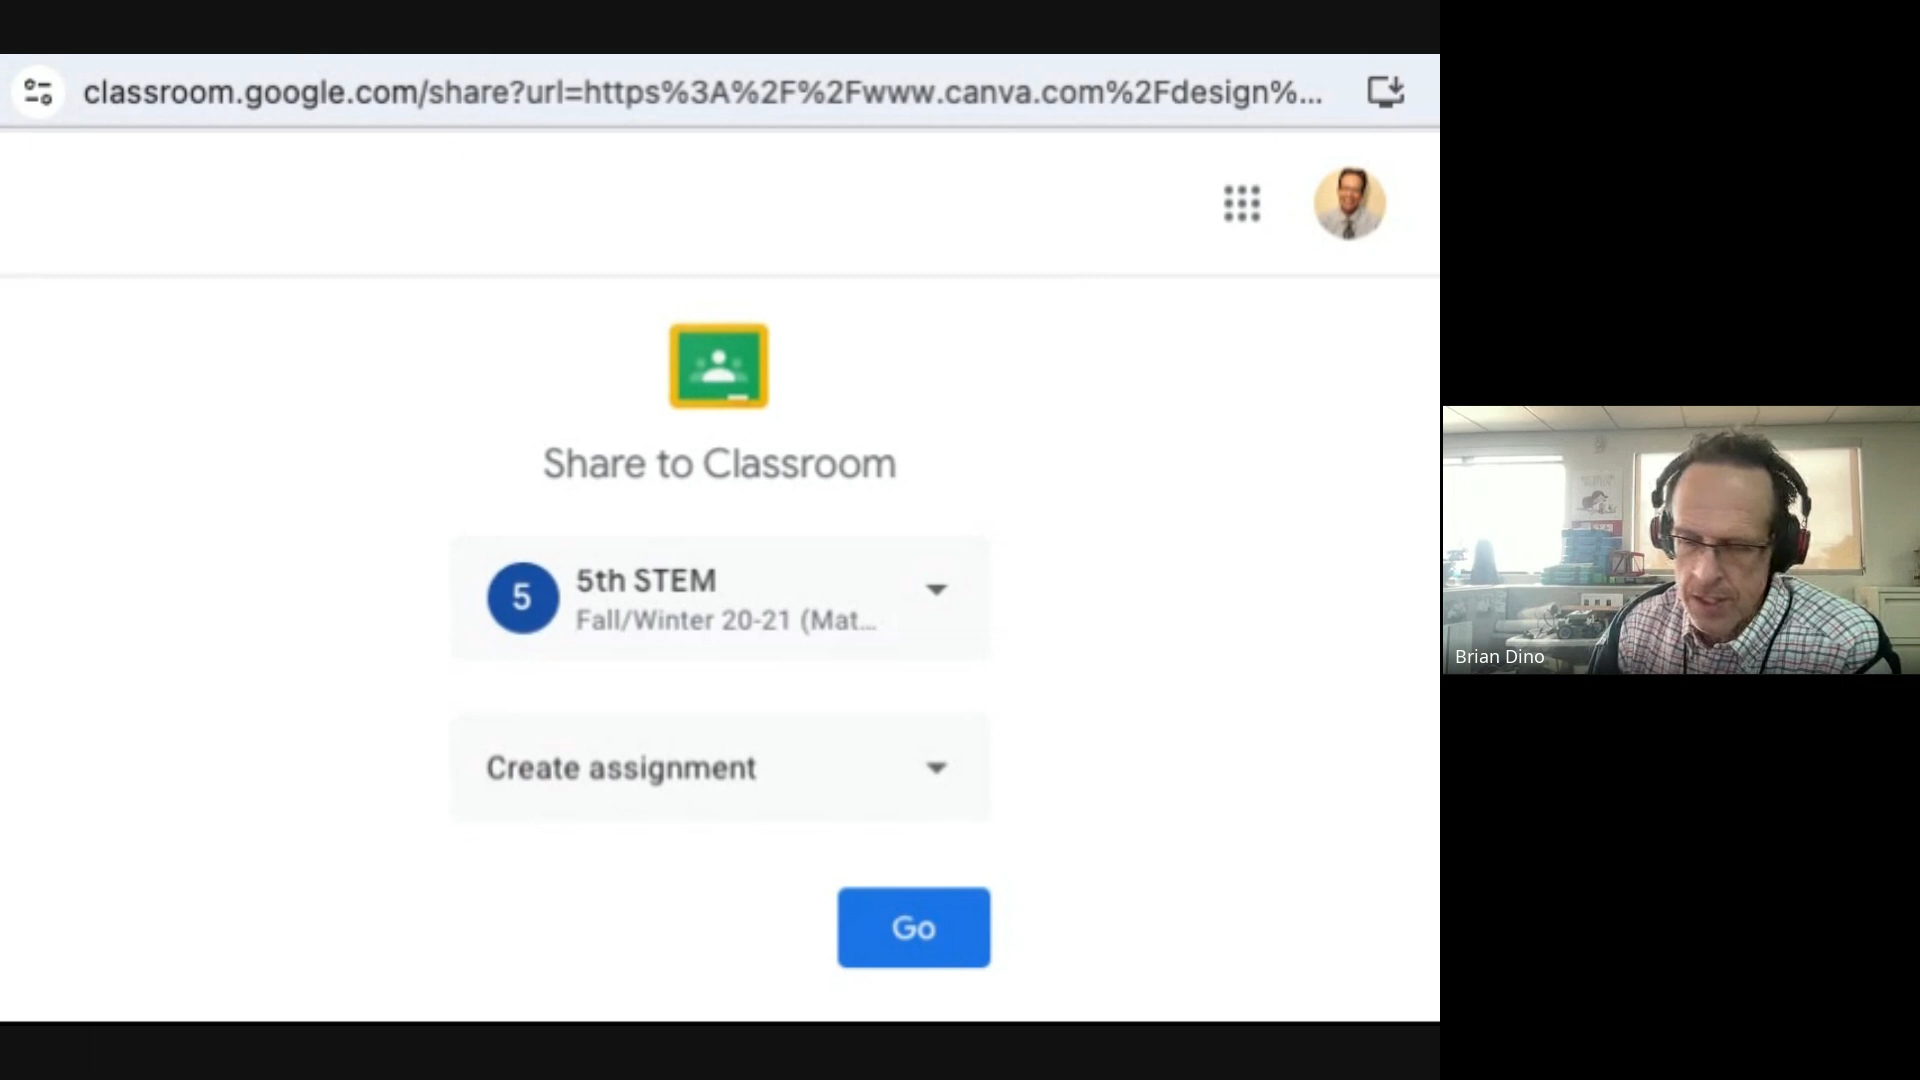 classroom.google.com/share?url=https%3A%2F%2Fwww.canva.com%2Fdesign%...
Share to Classroom
5
5th STEM
Fall/Winter 20-21 (Mat...
Create assignment
Go
Brian Dino